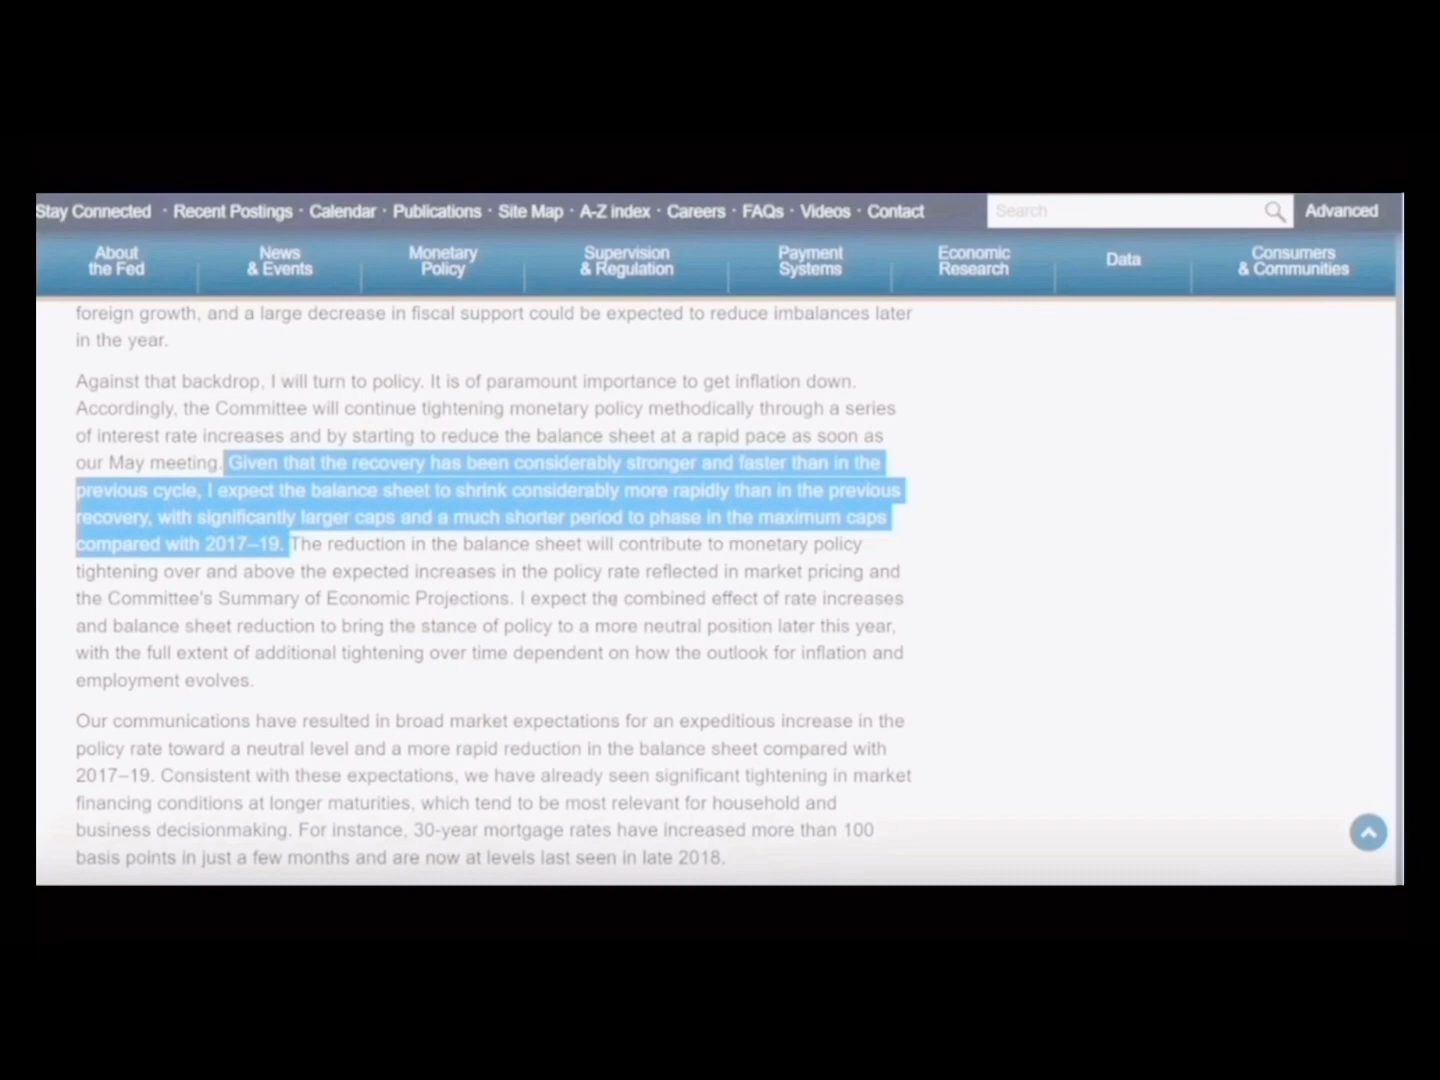 Stay Connected · Recent Postings · Calendar · Publications · Site Map · A-Z index · Careers · FAQs · Videos · Contact
Search
Advanced
About the Fed
News & Events
Monetary Policy
Supervision & Regulation
Payment Systems
Economic Research
Data
Consumers & Communities
foreign growth, and a large decrease in fiscal support could be expected to reduce imbalances later
in the year.
Against that backdrop, I will turn to policy. It is of paramount importance to get inflation down.
Accordingly, the Committee will continue tightening monetary policy methodically through a series
of interest rate increases and by starting to reduce the balance sheet at a rapid pace as soon as
our May meeting. Given that the recovery has been considerably stronger and faster than in the
previous cycle, I expect the balance sheet to shrink considerably more rapidly than in the previous
recovery, with significantly larger caps and a much shorter period to phase in the maximum caps
compared with 2017–19. The reduction in the balance sheet will contribute to monetary policy
tightening over and above the expected increases in the policy rate reflected in market pricing and
the Committee's Summary of Economic Projections. I expect the combined effect of rate increases
and balance sheet reduction to bring the stance of policy to a more neutral position later this year,
with the full extent of additional tightening over time dependent on how the outlook for inflation and
employment evolves.
Our communications have resulted in broad market expectations for an expeditious increase in the
policy rate toward a neutral level and a more rapid reduction in the balance sheet compared with
2017–19. Consistent with these expectations, we have already seen significant tightening in market
financing conditions at longer maturities, which tend to be most relevant for household and
business decisionmaking. For instance, 30-year mortgage rates have increased more than 100
basis points in just a few months and are now at levels last seen in late 2018.